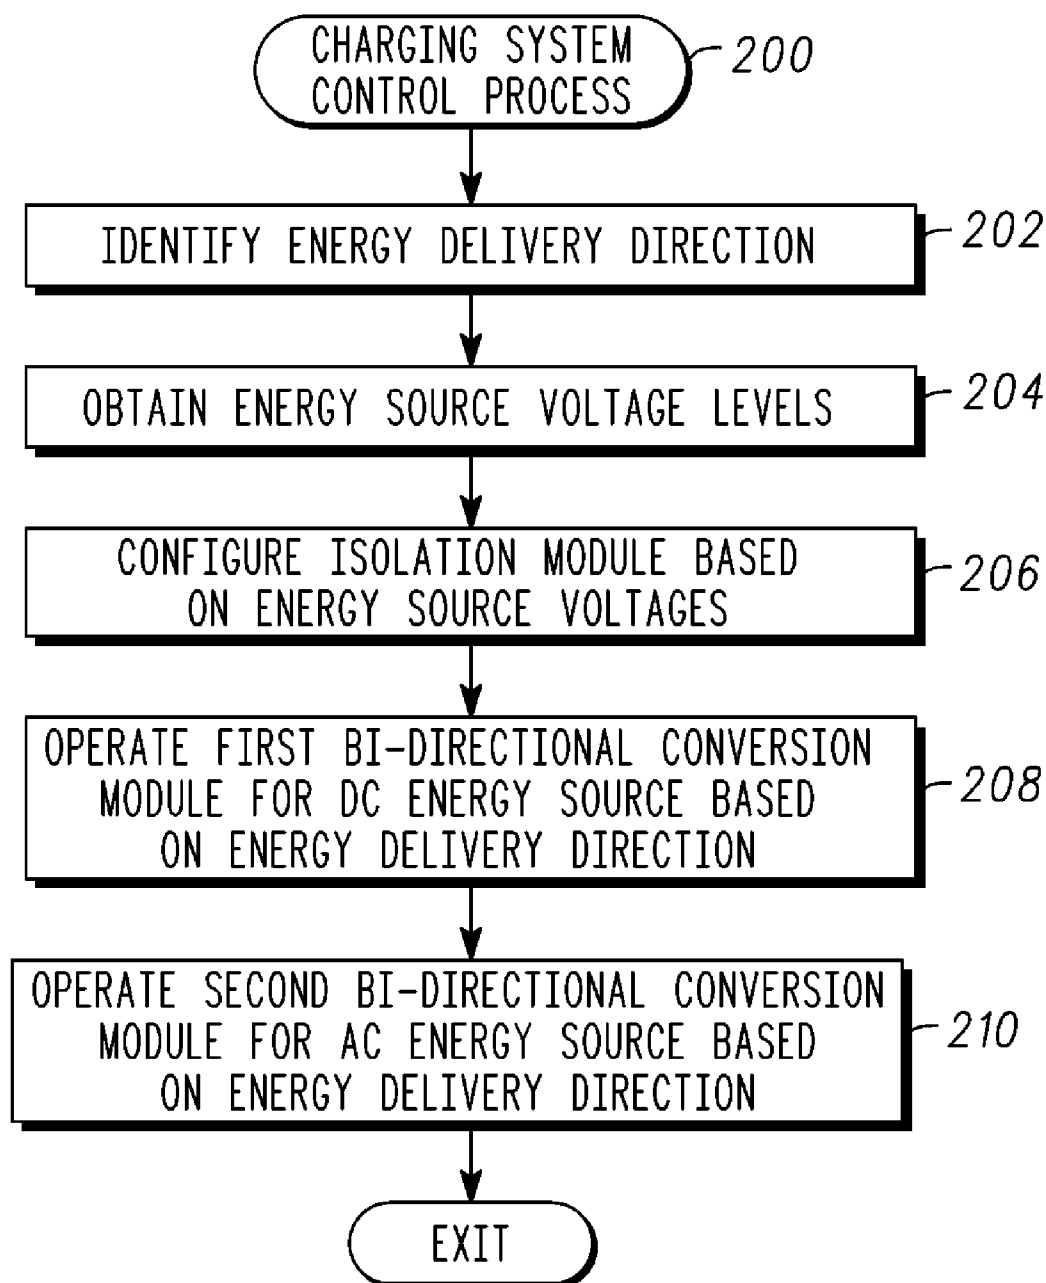 CHARGING SYSTEM
CONTROL PROCESS
200
IDENTIFY ENERGY DELIVERY DIRECTION
202
OBTAIN ENERGY SOURCE VOLTAGE LEVELS
204
CONFIGURE ISOLATION MODULE BASED
ON ENERGY SOURCE VOLTAGES
206
OPERATE FIRST BI-DIRECTIONAL CONVERSION
MODULE FOR DC ENERGY SOURCE BASED
ON ENERGY DELIVERY DIRECTION
208
OPERATE SECOND BI-DIRECTIONAL CONVERSION
MODULE FOR AC ENERGY SOURCE BASED
ON ENERGY DELIVERY DIRECTION
210
EXIT